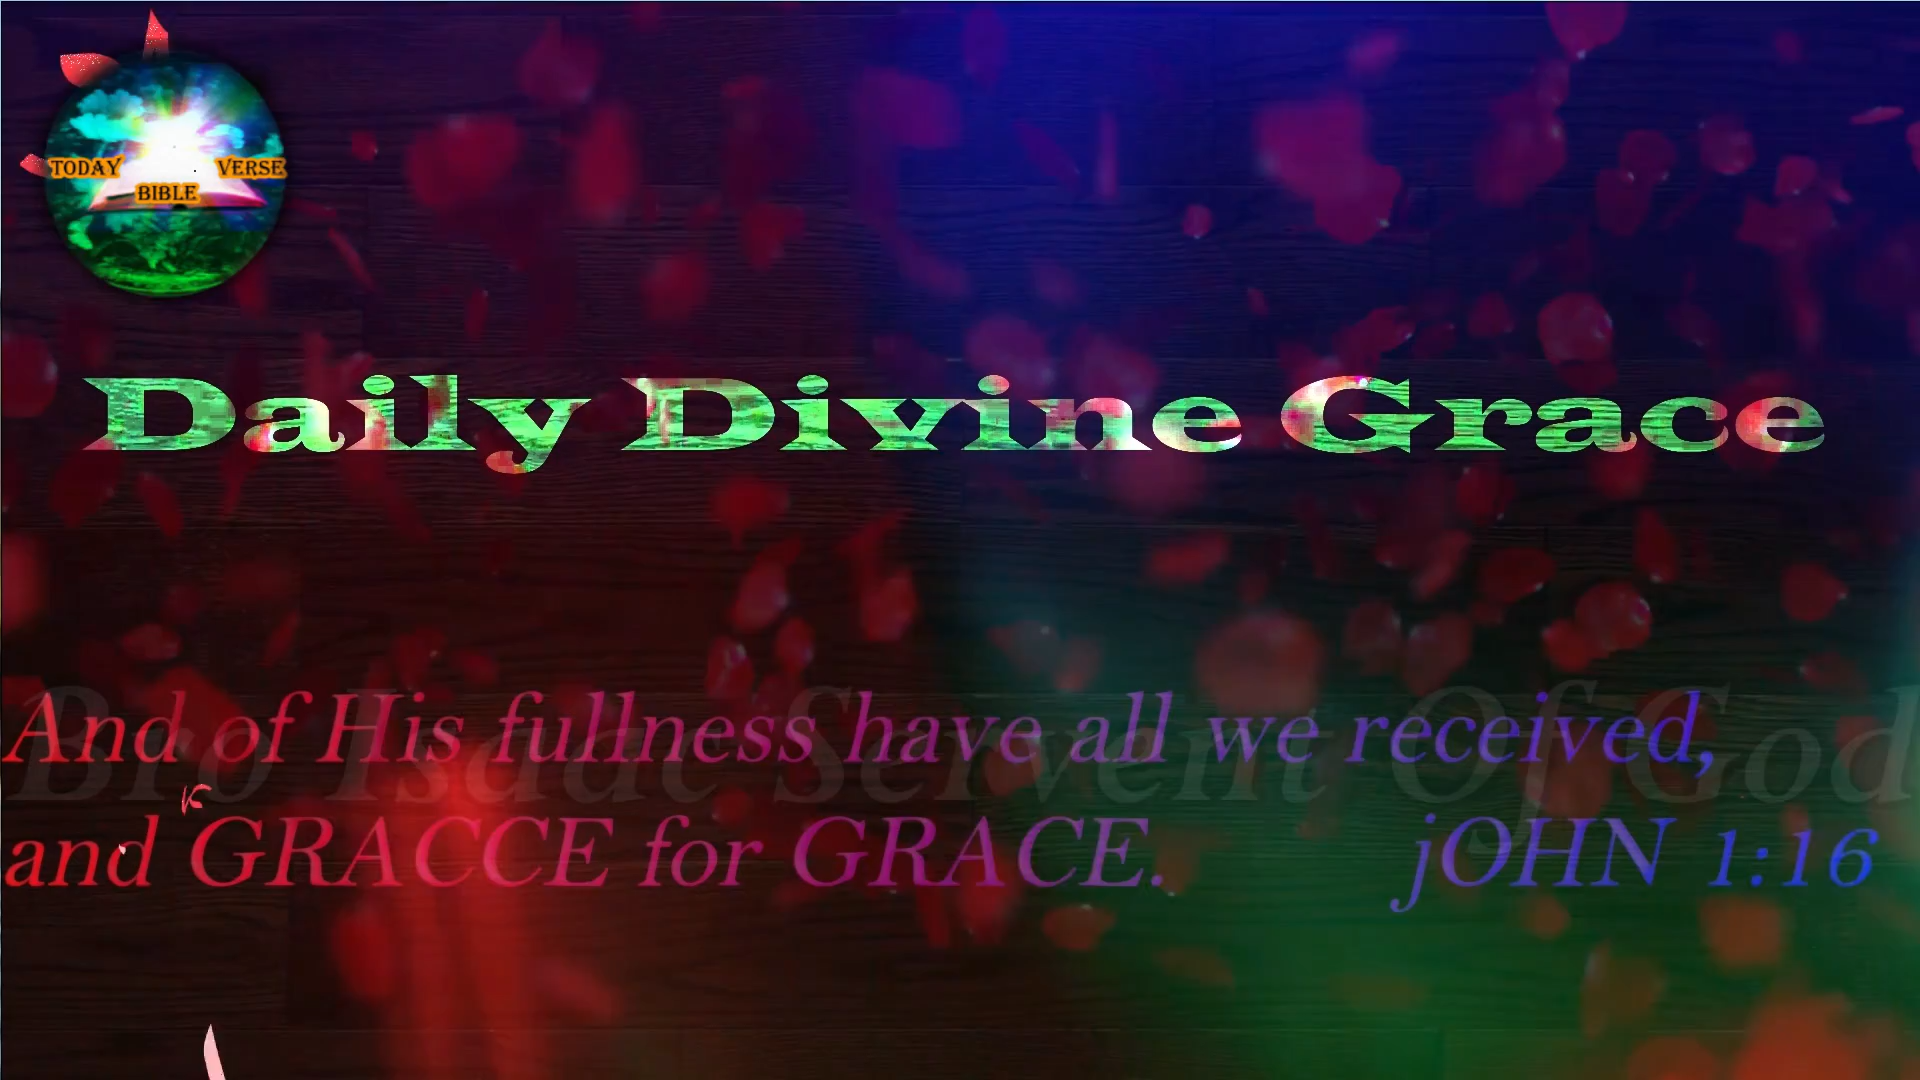 TODAY VERSE
BIBLE
Daily Divine Grace
And of His fullness have all we received,
Bro Isaac Servent Of God
and GRACCE for GRACE. jOHN 1:16